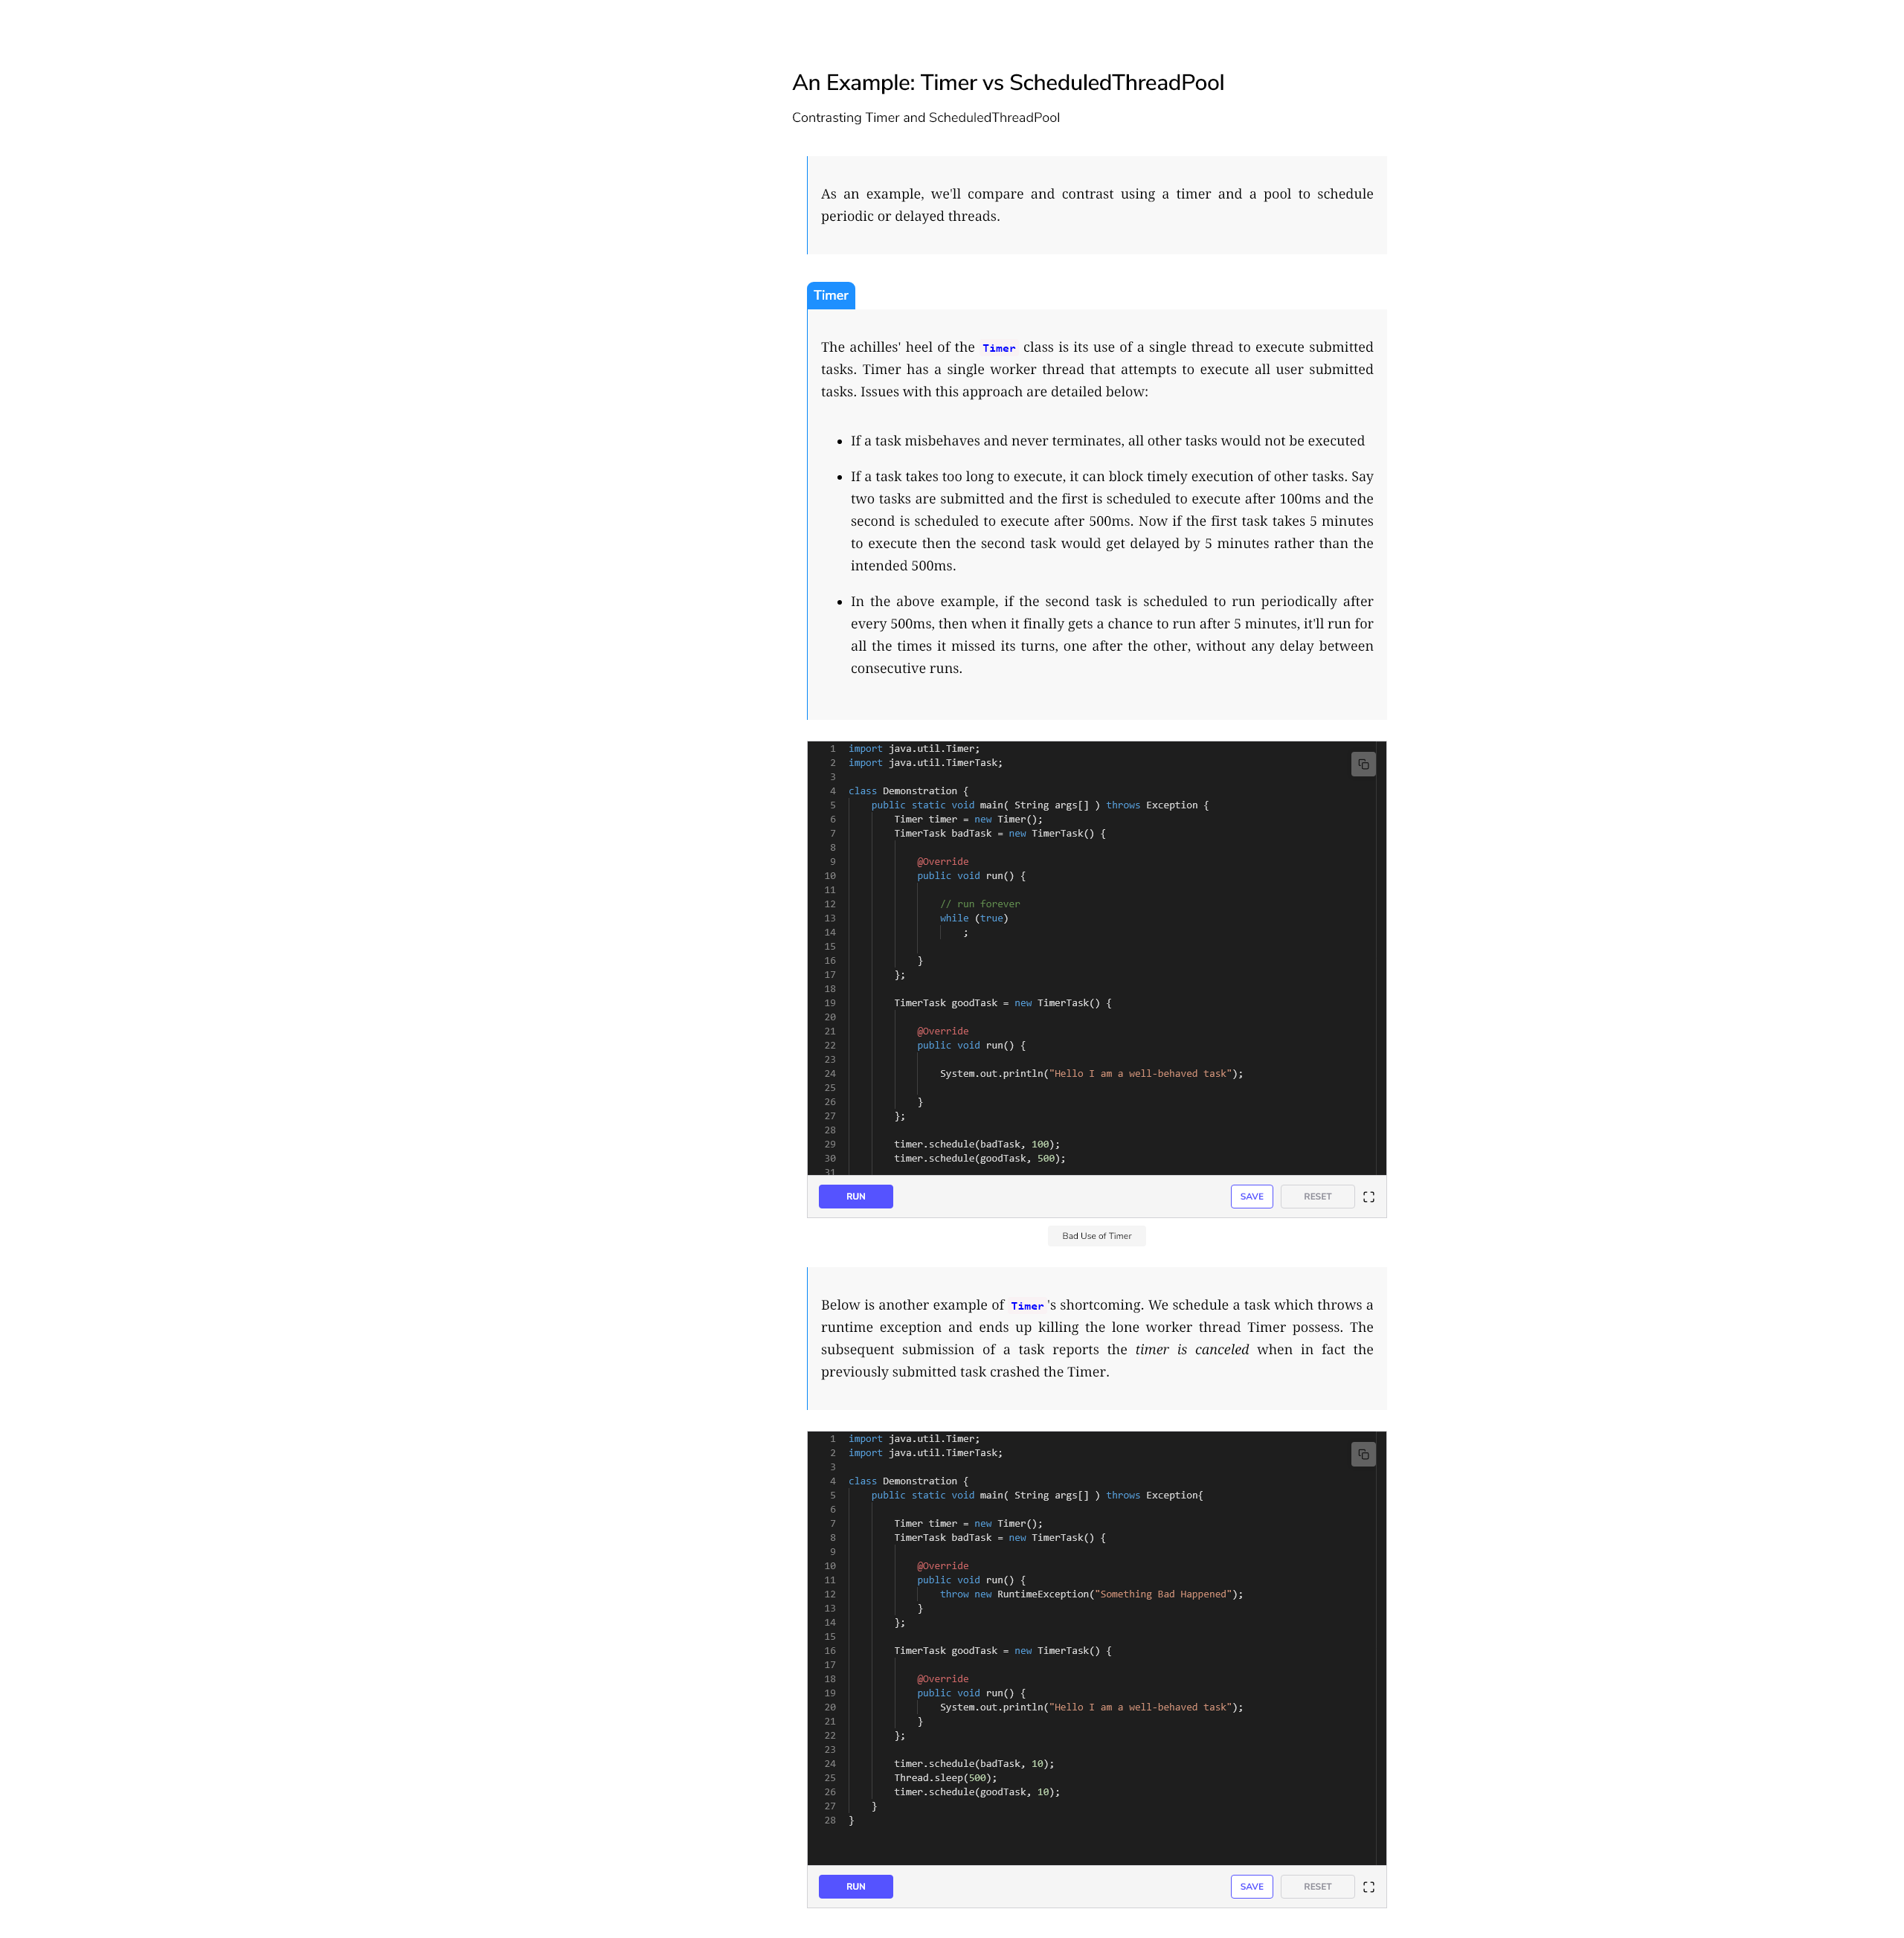 An Example: Timer vs ScheduledThreadPool
Contrasting Timer and ScheduledThreadPool
As an example, we'll compare and contrast using a timer and a pool to schedule
periodic or delayed threads.
Timer
The achilles' heel of the Timer class is its use of a single thread to execute submitted
tasks. Timer has a single worker thread that attempts to execute all user submitted
tasks. Issues with this approach are detailed below:
• If a task misbehaves and never terminates, all other tasks would not be executed
• If a task takes too long to execute, it can block timely execution of other tasks. Say
two tasks are submitted and the first is scheduled to execute after 100ms and the
second is scheduled to execute after 500ms. Now if the first task takes 5 minutes
to execute then the second task would get delayed by 5 minutes rather than the
intended 500ms.
• In the above example, if the second task is scheduled to run periodically after
every 500ms, then when it finally gets a chance to run after 5 minutes, it'll run for
all the times it missed its turns, one after the other, without any delay between
consecutive runs.
1 import java.util.Timer;
2 import java.util.TimerTask;
3
4 class Demonstration {
5     public static void main( String args[] ) throws Exception {
6         Timer timer = new Timer();
7         TimerTask badTask = new TimerTask() {
8
9             @Override
10             public void run() {
11
12                 // run forever
13                 while (true)
14                     ;
15
16             }
17         };
18
19         TimerTask goodTask = new TimerTask() {
20
21             @Override
22             public void run() {
23
24                 System.out.println("Hello I am a well-behaved task");
25
26             }
27         };
28
29         timer.schedule(badTask, 100);
30         timer.schedule(goodTask, 500);
31
RUN SAVE RESET
Bad Use of Timer
Below is another example of Timer's shortcoming. We schedule a task which throws a
runtime exception and ends up killing the lone worker thread Timer possess. The
subsequent submission of a task reports the timer is canceled when in fact the
previously submitted task crashed the Timer.
1 import java.util.Timer;
2 import java.util.TimerTask;
3
4 class Demonstration {
5     public static void main( String args[] ) throws Exception{
6
7         Timer timer = new Timer();
8         TimerTask badTask = new TimerTask() {
9
10             @Override
11             public void run() {
12                 throw new RuntimeException("Something Bad Happened");
13             }
14         };
15
16         TimerTask goodTask = new TimerTask() {
17
18             @Override
19             public void run() {
20                 System.out.println("Hello I am a well-behaved task");
21             }
22         };
23
24         timer.schedule(badTask, 10);
25         Thread.sleep(500);
26         timer.schedule(goodTask, 10);
27     }
28 }
RUN SAVE RESET